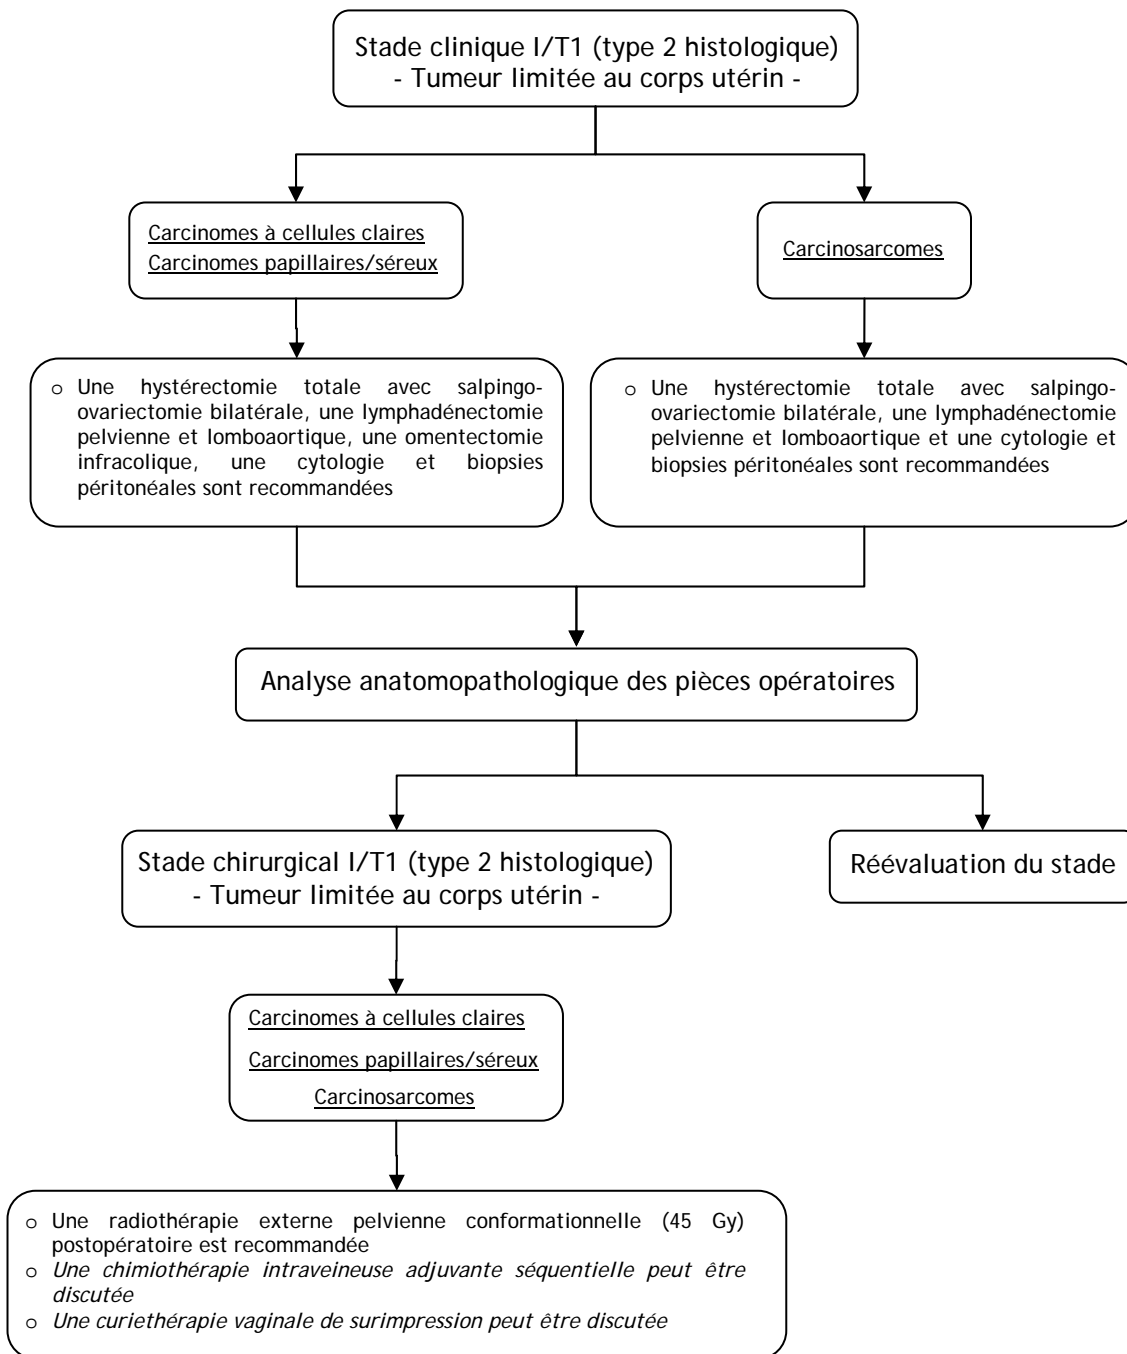 Stade clinique I/T1 (type 2 histologique)
- Tumeur limitée au corps utérin -
Carcinomes à cellules claires
Carcinomes papillaires/séreux
Carcinosarcomes
o Une hystérectomie totale avec salpingo-
ovariectomie bilatérale, une lymphadénectomie
pelvienne et lomboaortique, une omentectomie
infracolique, une cytologie et biopsies
péritonéales sont recommandées
o Une hystérectomie totale avec salpingo-
ovariectomie bilatérale, une lymphadénectomie
pelvienne et lomboaortique et une cytologie et
biopsies péritonéales sont recommandées
Analyse anatomopathologique des pièces opératoires
Stade chirurgical I/T1 (type 2 histologique)
- Tumeur limitée au corps utérin -
Réévaluation du stade
Carcinomes à cellules claires
Carcinomes papillaires/séreux
Carcinosarcomes
o Une radiothérapie externe pelvienne conformationnelle (45 Gy)
postopératoire est recommandée
o Une chimiothérapie intraveineuse adjuvante séquentielle peut être
discutée
o Une curiethérapie vaginale de surimpression peut être discutée